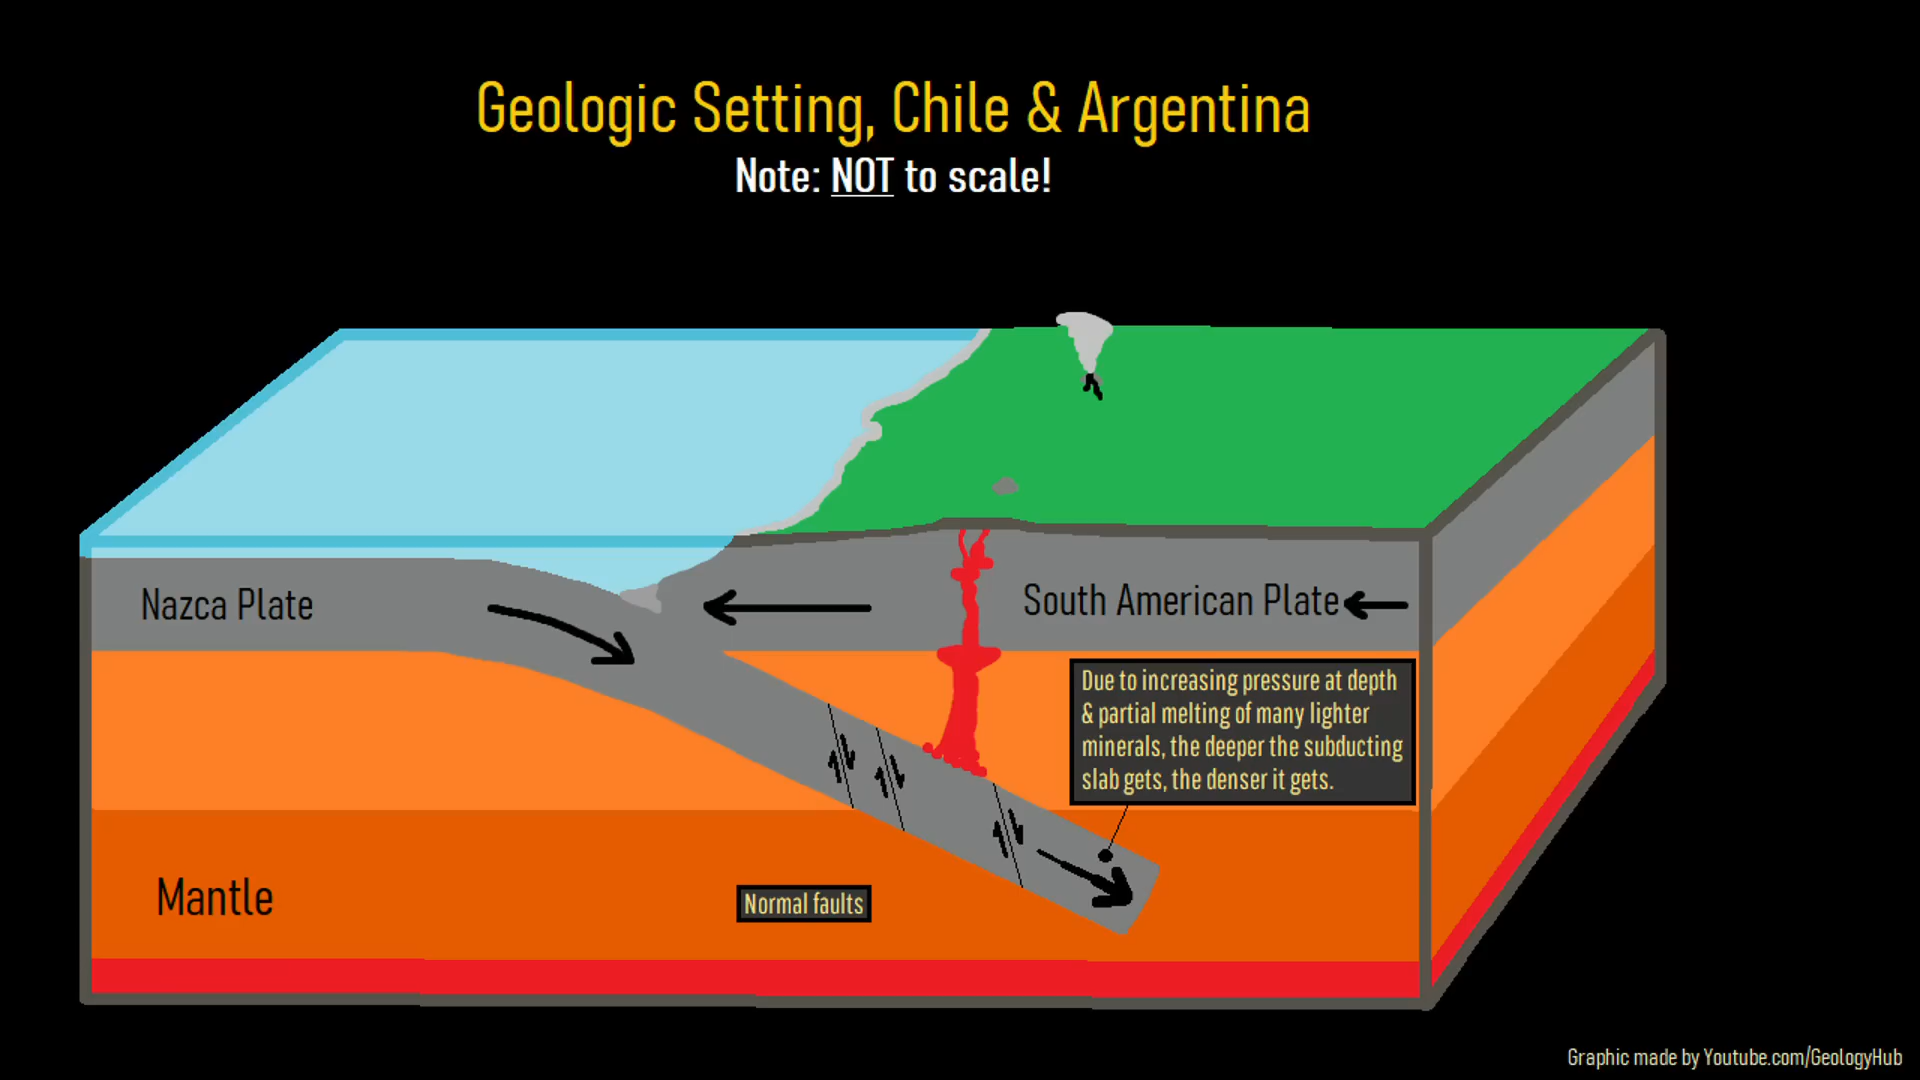 Geologic Setting, Chile & Argentina
Note: NOT to scale!
Nazca Plate
South American Plate
Due to increasing pressure at depth
& partial melting of many lighter
minerals, the deeper the subducting
slab gets, the denser it gets.
Mantle
Normal faults
Graphic made by Youtube.com/GeologyHub